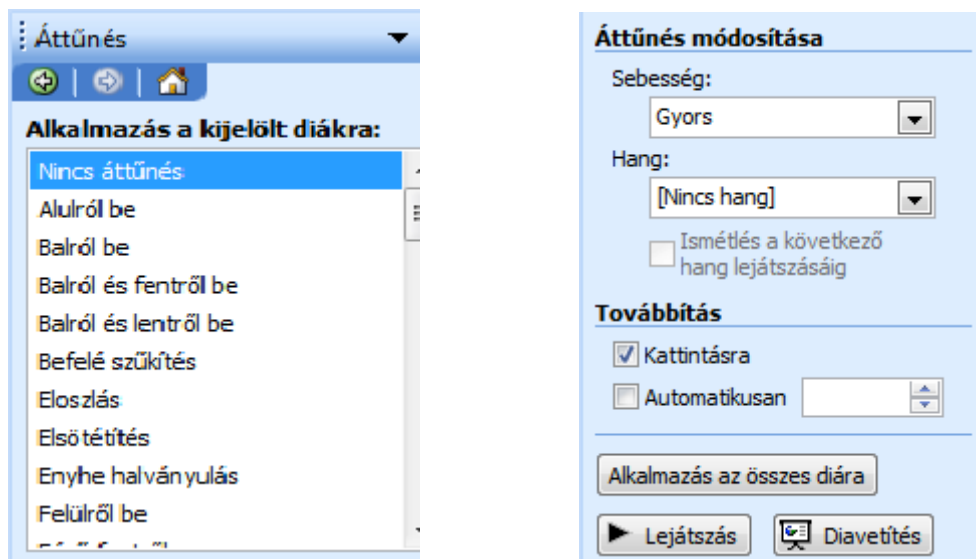 Áttűnés
Alkalmazás a kijelölt diákra:
Nincs áttűnés
Alulról be
Balról be
Balról és fentről be
Balról és lentről be
Befelé szűkítés
Eloszlás
Elsötétítés
Enyhe halványulás
Felülről be
Áttűnés módosítása
Sebesség:
Gyors
Hang:
[Nincs hang]
Ismétlés a következő
hang lejátszásáig
Továbbítás
Kattintásra
Automatikusan
Alkalmazás az összes diára
Lejátszás
Diavetítés